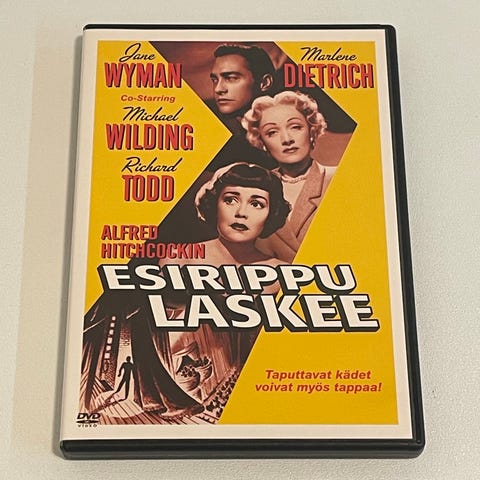 Jane
WYMAN
Marlene
DIETRICH
Co-Starring
Michael
WILDING
Richard
TODD
ALFRED
HITCHCOCKIN
ESIRIPPU
LASKEE
Taputtavat kädet
voivat myös tappaa!
DVD
VIDEO